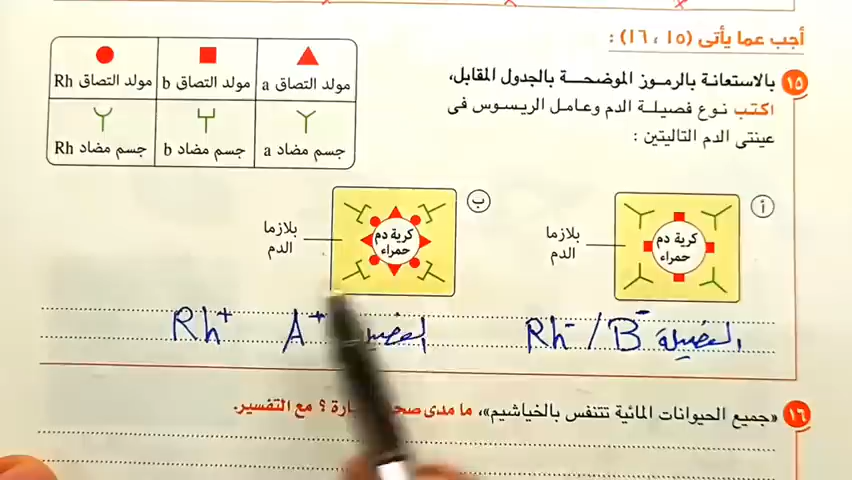 أجب عما يأتى (١٥ ، ١٦) :
١٥ بالاستعانة بالرموز الموضحة بالجدول المقابل،
اكتب نوع فصيلة الدم وعامل الريسوس فى
عينتى الدم التاليتين :
مولد التصاق a مولد التصاق b مولد التصاق Rh
جسم مضاد a جسم مضاد b جسم مضاد Rh
أ
كرية دم
حمراء
بلازما
الدم
ب
كرية دم
حمراء
بلازما
الدم
الفصيلة B- / Rh-
A+ Rh+
١٦ «جميع الحيوانات المائية تتنفس بالخياشيم»، ما مدى مع التفسير.